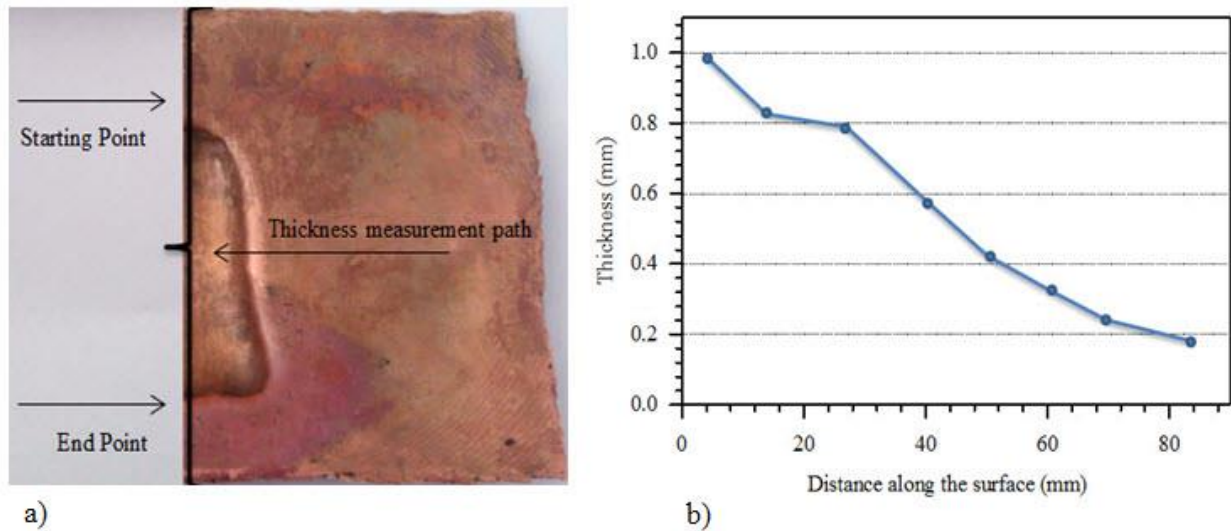 Starting Point
Thickness measurement path
End Point
a)
Thickness (mm)
1.0
0.8
0.6
0.4
0.2
0.0
0
20
40
60
80
Distance along the surface (mm)
b)